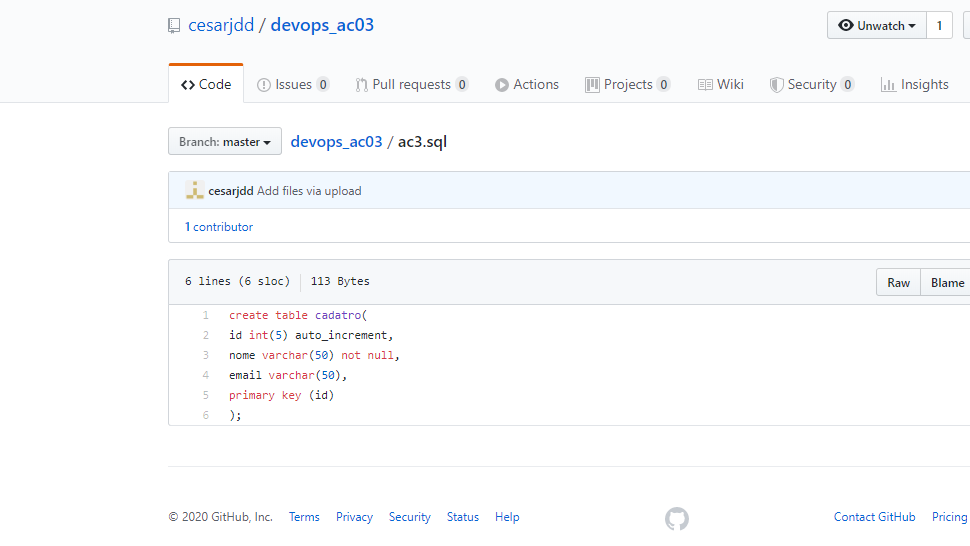 cesarjdd / devops_ac03
Unwatch 1
Code Issues 0 Pull requests 0 Actions Projects 0 Wiki Security 0 Insights
Branch: master devops_ac03 / ac3.sql
cesarjdd Add files via upload
1 contributor
6 lines (6 sloc) 113 Bytes
Raw Blame
1 create table cadatro(
2 id int(5) auto_increment,
3 nome varchar(50) not null,
4 email varchar(50),
5 primary key (id)
6 );
© 2020 GitHub, Inc. Terms Privacy Security Status Help Contact GitHub Pricing